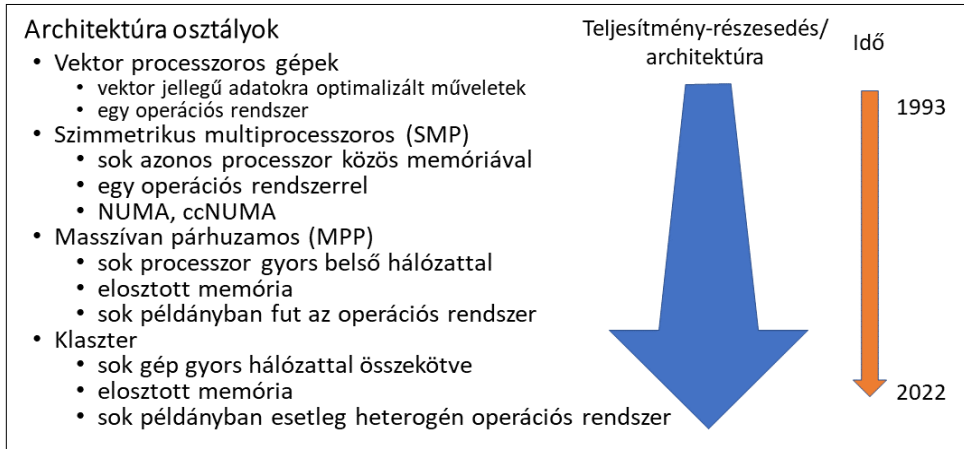 Architektúra osztályok
• Vektor processzoros gépek
• vektor jellegű adatokra optimalizált műveletek
• egy operációs rendszer
• Szimmetrikus multiprocesszoros (SMP)
• sok azonos processzor közös memóriával
• egy operációs rendszerrel
• NUMA, ccNUMA
• Masszívan párhuzamos (MPP)
• sok processzor gyors belső hálózattal
• elosztott memória
• sok példányban fut az operációs rendszer
• Klaszter
• sok gép gyors hálózattal összekötve
• elosztott memória
• sok példányban esetleg heterogén operációs rendszer
Teljesítmény-részesedés/
architektúra
Idő
1993
2022